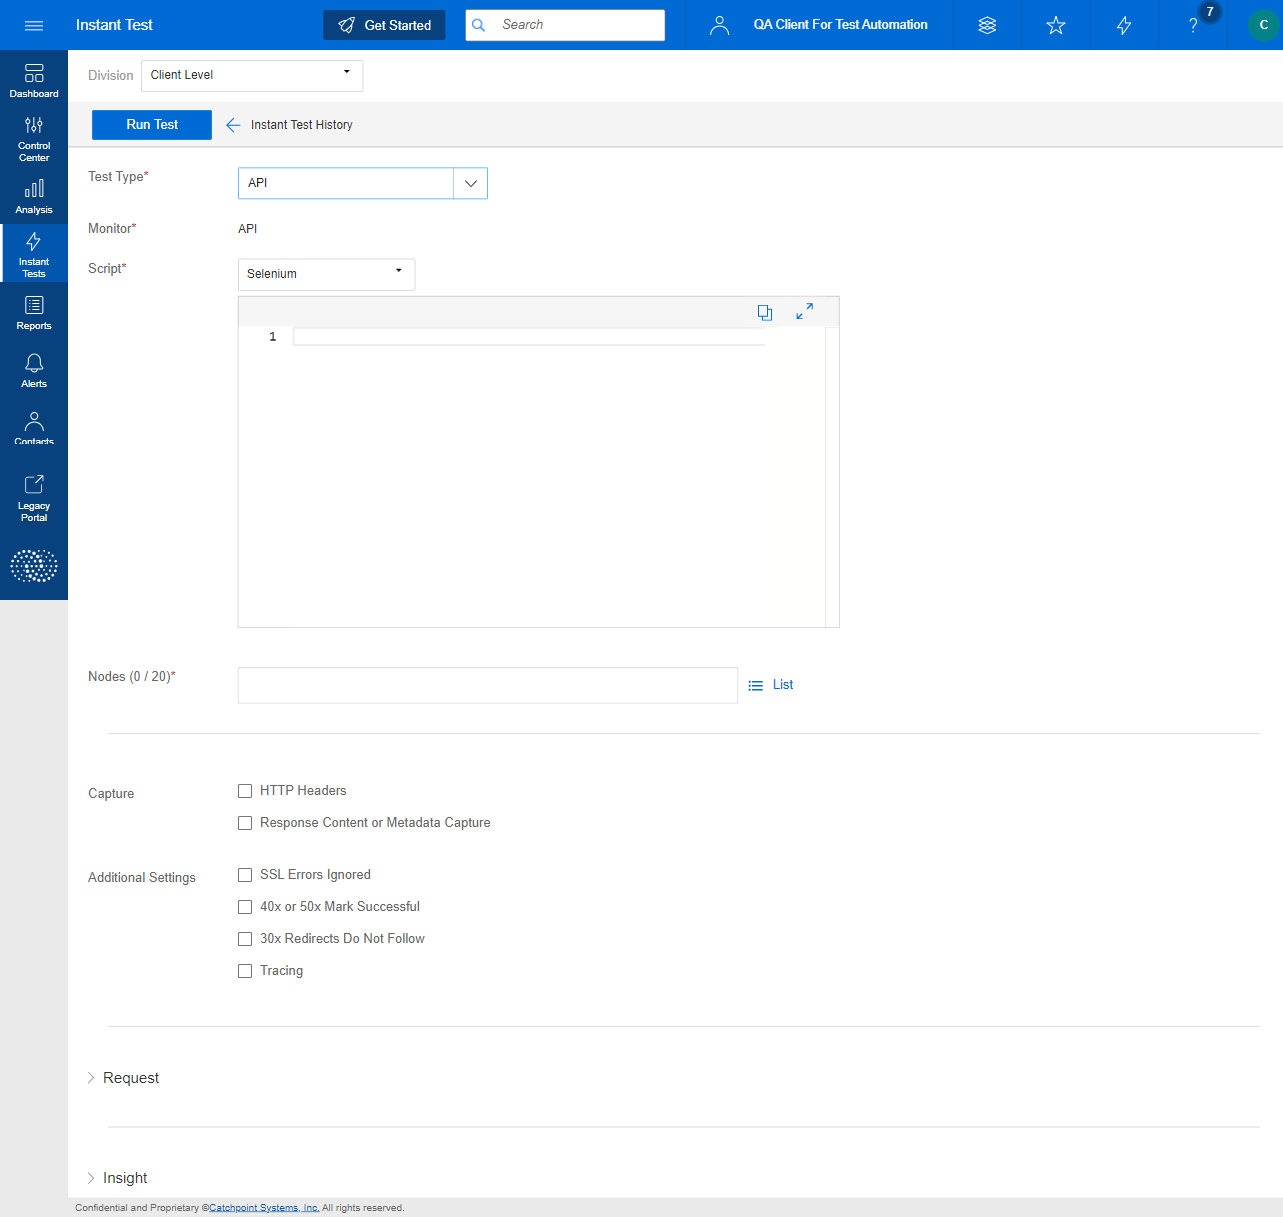 Instant Test
Get Started
Search
QA Client For Test Automation
?
7
C
Dashboard
Control
Center
Analysis
Instant
Tests
Reports
Alerts
Contacts
Legacy
Portal
Division
Client Level
Run Test
Instant Test History
Test Type*
API
Monitor*
API
Script*
Selenium
1
Nodes (0 / 20)*
List
Capture
HTTP Headers
Response Content or Metadata Capture
Additional Settings
SSL Errors Ignored
40x or 50x Mark Successful
30x Redirects Do Not Follow
Tracing
Request
Insight
Confidential and Proprietary ©Catchpoint Systems, Inc. All rights reserved.